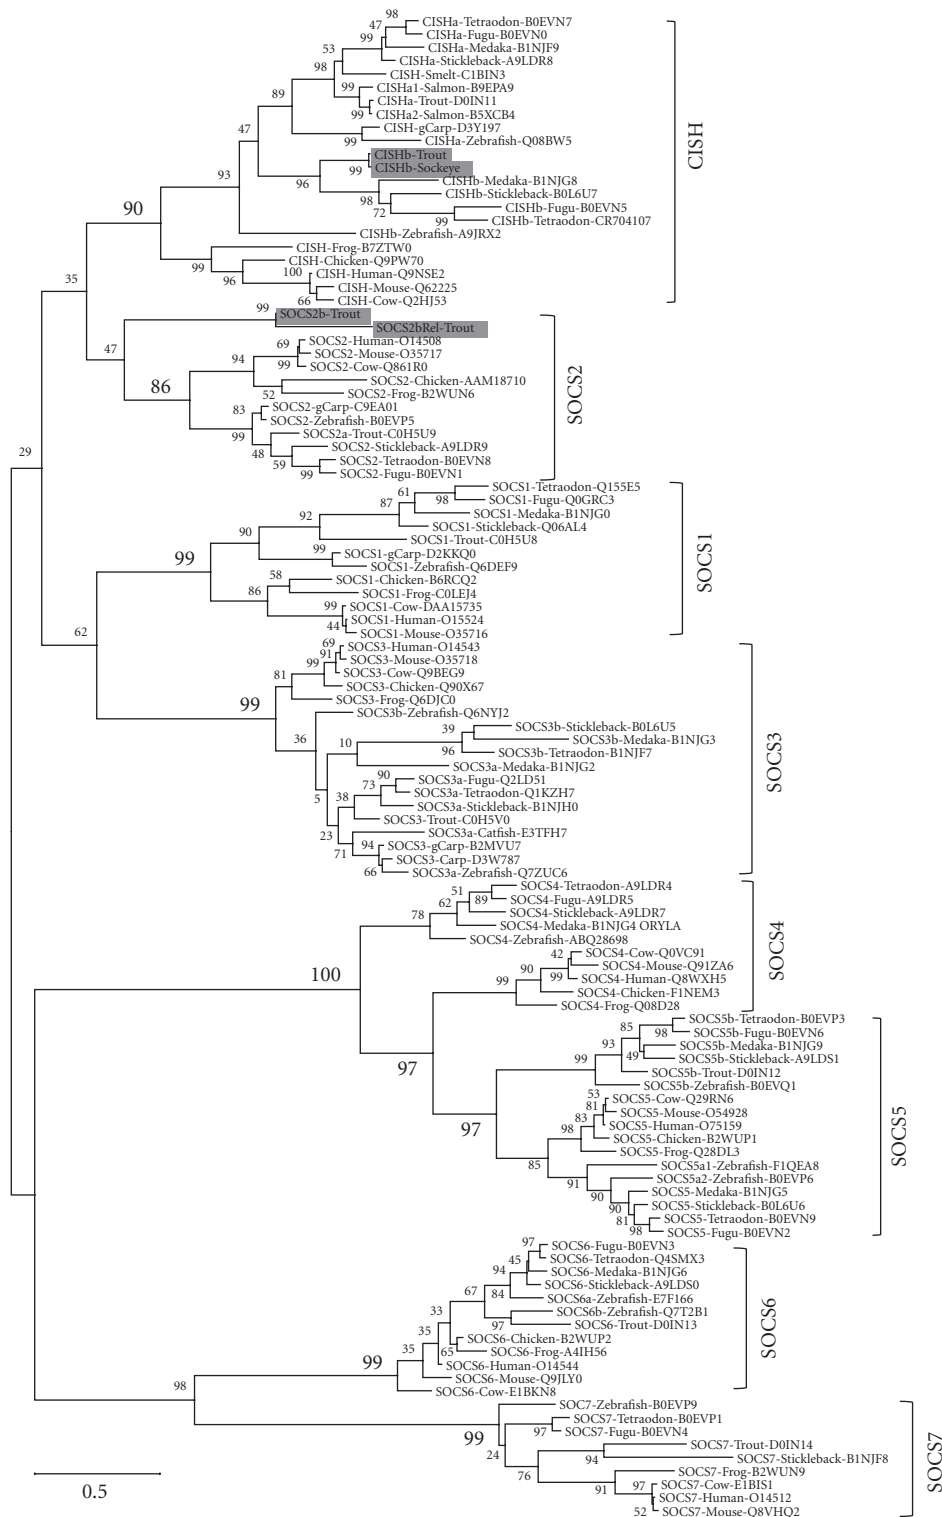 98
CISHa-Tetraodon-B0EVN7
47
CISHa-Fugu-B0EVN0
99
CISHa-Medaka-B1NJF9
53
CISHa-Stickleback-A9LDR8
98
CISH-Smelt-C1BIN3
99
CISHa1-Salmon-B9EPA9
89
CISHa-Trout-D0IN11
99
CISHa2-Salmon-B5XCB4
CISH-gCarp-D3Y197
47
99
CISHa-Zebrafish-Q08BW5
CISHb-Trout
99
CISHb-Sockeye
93
96
CISHb-Medaka-B1NJG8
98
CISHb-Stickleback-B0L6U7
90
72
CISHb-Fugu-B0EVN5
99
CISHb-Tetraodon-CR704107
CISHb-Zebrafish-A9JRX2
CISH-Frog-B7ZTW0
99
CISH-Chicken-Q9PW70
96
100
CISH-Human-Q9NSE2
35
CISH-Mouse-Q62225
66
CISH-Cow-Q2HJ53
CISH
99
SOCS2b-Trout
SOCS2bRel-Trout
69
SOCS2-Human-O14508
47
94
SOCS2-Mouse-O35717
99
SOCS2-Cow-Q861R0
SOCS2-Chicken-AAM18710
86
52
SOCS2-Frog-B2WUN6
83
SOCS2-gCarp-C9EA01
SOCS2-Zebrafish-B0EVP5
99
SOCS2a-Trout-C0H5U9
48
SOCS2-Stickleback-A9LDR9
29
59
SOCS2-Tetraodon-B0EVN8
99
SOCS2-Fugu-B0EVN1
SOCS2
61
SOCS1-Tetraodon-Q155E5
87
98
SOCS1-Fugu-Q0GRC3
92
SOCS1-Medaka-B1NJG0
90
SOCS1-Stickleback-Q06AL4
SOCS1-Trout-C0H5U8
99
99
SOCS1-gCarp-D2KKQ0
SOCS1-Zebrafish-Q6DEF9
58
SOCS1-Chicken-B6RCQ2
86
SOCS1-Frog-C0LEJ4
99
SOCS1-Cow-DAA15735
SOCS1-Human-O15524
62
44
SOCS1-Mouse-O35716
SOCS1
69
SOCS3-Human-O14543
91
SOCS3-Mouse-O35718
99
SOCS3-Cow-Q9BEG9
81
SOCS3-Chicken-Q90X67
99
SOCS3-Frog-Q6DJC0
SOCS3b-Zebrafish-Q6NYJ2
39
SOCS3b-Stickleback-B0L6U5
36
10
SOCS3b-Medaka-B1NJG3
96
SOCS3b-Tetraodon-B1NJF7
SOCS3a-Medaka-B1NJG2
90
SOCS3a-Fugu-Q2LD51
73
SOCS3a-Tetraodon-Q1KZH7
5
38
SOCS3a-Stickleback-B1NJH0
SOCS3-Trout-C0H5V0
23
SOCS3a-Catfish-E3TFH7
94
SOCS3-gCarp-B2MVU7
71
SOCS3-Carp-D3W787
66
SOCS3a-Zebrafish-Q7ZUC6
SOCS3
51
SOCS4-Tetraodon-A9LDR4
62
89
SOCS4-Fugu-A9LDR5
78
SOCS4-Stickleback-A9LDR7
SOCS4-Medaka-B1NJG4 ORYLA
SOCS4-Zebrafish-ABQ28698
42
SOCS4-Cow-Q0VC91
100
90
SOCS4-Mouse-Q91ZA6
99
99
SOCS4-Human-Q8WXH5
SOCS4-Chicken-F1NEM3
SOCS4-Frog-Q08D28
SOCS4
97
85
SOCS5b-Tetraodon-B0EVP3
98
SOCS5b-Fugu-B0EVN6
93
SOCS5b-Medaka-B1NJG9
99
49
SOCS5b-Stickleback-A9LDS1
SOCS5b-Trout-D0IN12
SOCS5b-Zebrafish-B0EVQ1
53
SOCS5-Cow-Q29RN6
97
81
SOCS5-Mouse-O54928
83
SOCS5-Human-O75159
98
SOCS5-Chicken-B2WUP1
SOCS5-Frog-Q28DL3
85
SOCS5a1-Zebrafish-F1QEA8
91
SOCS5a2-Zebrafish-B0EVP6
90
SOCS5-Medaka-B1NJG5
90
SOCS5-Stickleback-B0L6U6
81
SOCS5-Tetraodon-B0EVN9
98
SOCS5-Fugu-B0EVN2
SOCS5
97
SOCS6-Fugu-B0EVN3
45
SOCS6-Tetraodon-Q4SMX3
94
SOCS6-Medaka-B1NJG6
67
84
SOCS6-Stickleback-A9LDS0
SOCS6a-Zebrafish-E7F166
33
SOCS6b-Zebrafish-Q7T2B1
97
SOCS6-Trout-D0IN13
35
SOCS6-Chicken-B2WUP2
35
65
SOCS6-Frog-A4IH56
99
SOCS6-Human-O14544
SOCS6-Mouse-Q9JLY0
98
SOCS6-Cow-E1BKN8
SOCS6
SOC7-Zebrafish-B0EVP9
SOCS7-Tetraodon-B0EVP1
99
97
SOCS7-Fugu-B0EVN4
24
SOCS7-Trout-D0IN14
94
SOCS7-Stickleback-B1NJF8
76
SOCS7-Frog-B2WUN9
91
97
SOCS7-Cow-E1BIS1
SOCS7-Human-O14512
52
SOCS7-Mouse-Q8VHQ2
SOCS7
0.5